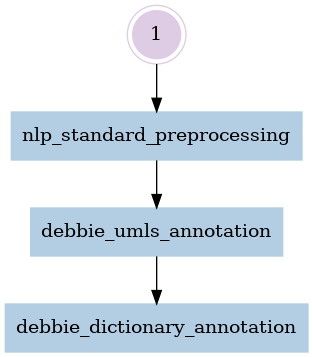 1
nlp_standard_preprocessing
debbie_umls_annotation
debbie_dictionary_annotation